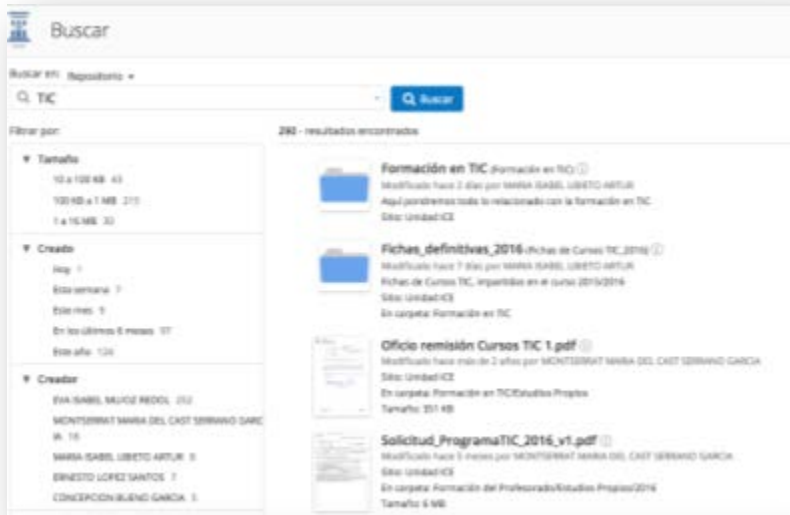 Buscar
Buscar en: Repositorio
TIC
Buscar
Filtrar por:
290 - resultados encontrados
Tamaño
10 a 100 KB 43
100 KB a 1 MB
1 a 16 MB 30
Creado
Hoy 1
Esta semana 7
Este mes 9
En los últimos 6 meses 97
Este año 124
Creador
EVA ISABEL MUÑOZ REDOL 202
MONTSERRAT MARIA DEL CAST SERRANO GARC
IA 16
MARIA ISABEL UBIETO ARTUR
ERNESTO LOPEZ SANTOS 7
CONCEPCION BUENO GARCIA 5
Formación en TIC (Formación en TIC)
Modificado hace 2 días por MARIA ISABEL UBIETO ARTUR
Aquí pondremos todo lo relacionado con la formación en TIC
Sitio: Unidad ICE
Fichas_definitivas_2016 (Fichas de Cursos TIC_2016)
Modificado hace 7 días por MARIA ISABEL UBIETO ARTUR
Fichas de Cursos TIC, impartidos en el curso 2015/2016
Sitio: Unidad ICE
En carpeta: Formación en TIC
Oficio remisión Cursos TIC 1.pdf
Modificado hace más de 2 años por MONTSERRAT MARIA DEL CAST SERRANO GARCIA
Sitio: Unidad ICE
En carpeta: Formación en TIC/Estudios Propios
Tamaño: 351 KB
Solicitud_ProgramaTIC_2016_v1.pdf
Modificado hace 5 meses por MONTSERRAT MARIA DEL CAST SERRANO GARCIA
Sitio: Unidad ICE
En carpeta: Formación del Profesorado/Estudios Propios/2016
Tamaño: 6 MB